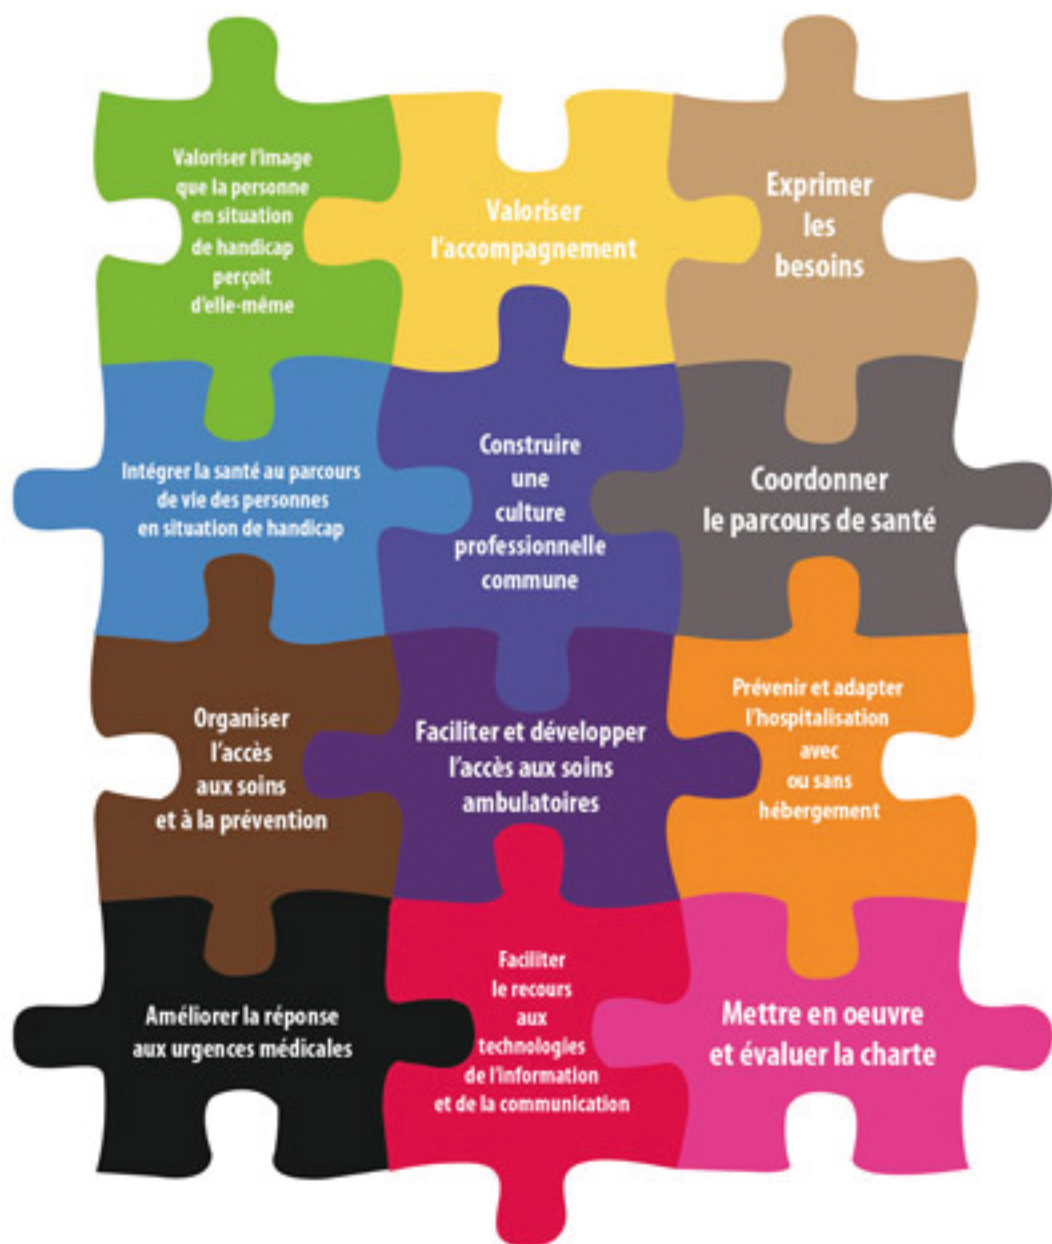 Valoriser l'image
que la personne
en situation
de handicap
perçoit
d'elle-même
Valoriser
l'accompagnement
Exprimer
les
besoins
Intégrer la santé au parcours
de vie des personnes
en situation de handicap
Construire
une
culture
professionnelle
commune
Coordonner
le parcours de santé
Organiser
l'accès
aux soins
et à la prévention
Faciliter et développer
l'accès aux soins
ambulatoires
Prévenir et adapter
l'hospitalisation
avec
ou sans
hébergement
Améliorer la réponse
aux urgences médicales
Faciliter
le recours
aux
technologies
de l'information
et de la communication
Mettre en oeuvre
et évaluer la charte